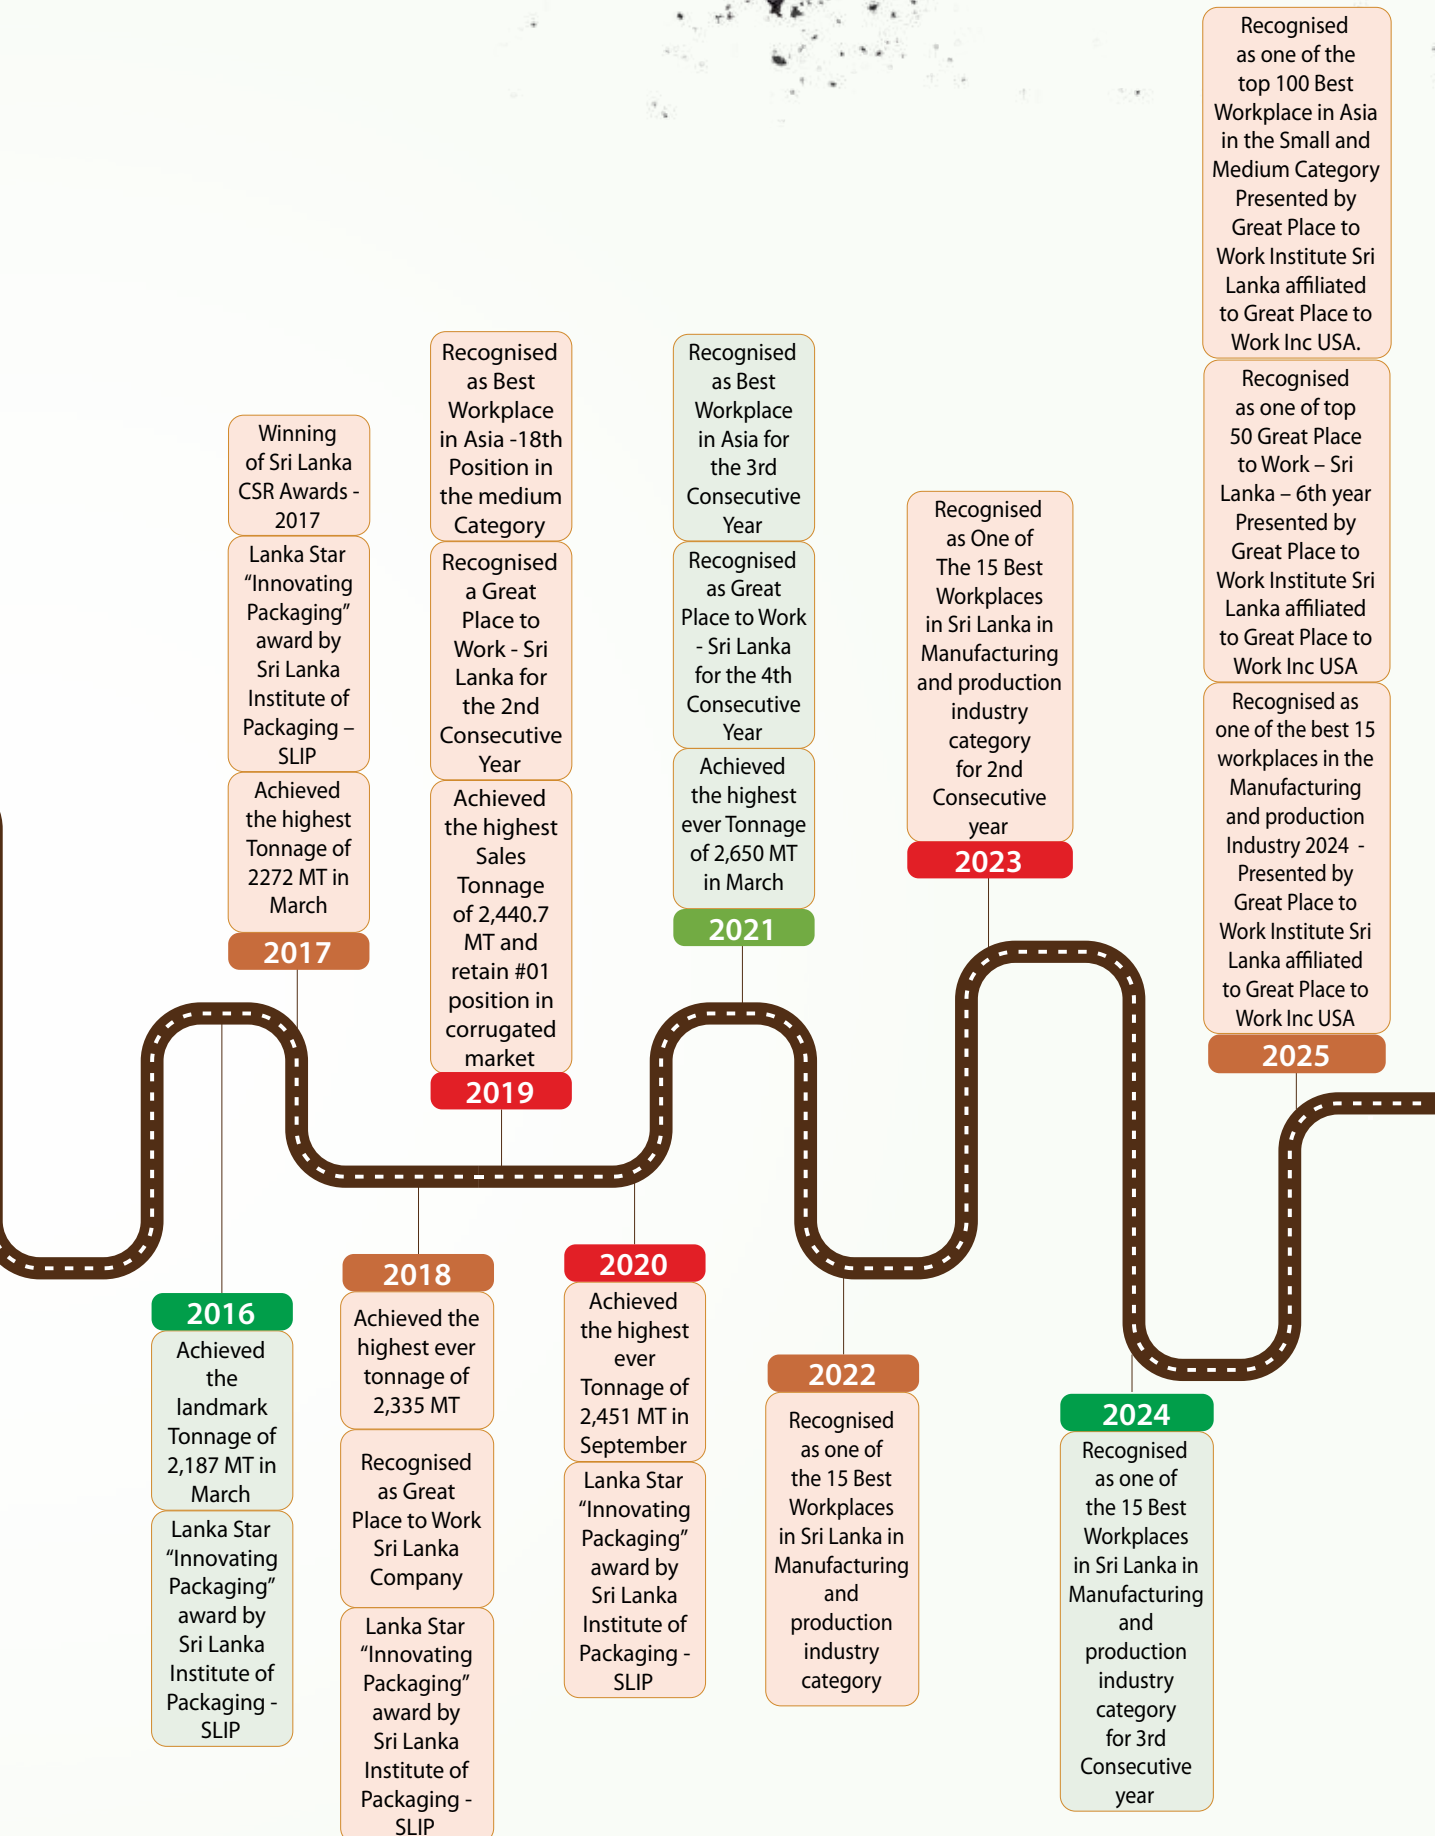 2016
Achieved
the
landmark
Tonnage of
2,187 MT in
March
Lanka Star
“Innovating
Packaging”
award by
Sri Lanka
Institute of
Packaging -
SLIP
Winning
of Sri Lanka
CSR Awards -
2017
Lanka Star
“Innovating
Packaging”
award by
Sri Lanka
Institute of
Packaging –
SLIP
Achieved
the highest
Tonnage of
2272 MT in
March
2017
2018
Achieved the
highest ever
tonnage of
2,335 MT
Recognised
as Great
Place to Work
Sri Lanka
Company
Lanka Star
“Innovating
Packaging”
award by
Sri Lanka
Institute of
Packaging -
SLIP
Recognised
as Best
Workplace
in Asia -18th
Position in
the medium
Category
Recognised
a Great
Place to
Work - Sri
Lanka for
the 2nd
Consecutive
Year
Achieved
the highest
Sales
Tonnage
of 2,440.7
MT and
retain #01
position in
corrugated
market
2019
2020
Achieved
the highest
ever
Tonnage of
2,451 MT in
September
Lanka Star
“Innovating
Packaging”
award by
Sri Lanka
Institute of
Packaging -
SLIP
Recognised
as Best
Workplace
in Asia for
the 3rd
Consecutive
Year
Recognised
as Great
Place to Work
- Sri Lanka
for the 4th
Consecutive
Year
Achieved
the highest
ever Tonnage
of 2,650 MT
in March
2021
2022
Recognised
as one of
the 15 Best
Workplaces
in Sri Lanka in
Manufacturing
and
production
industry
category
Recognised
as One of
The 15 Best
Workplaces
in Sri Lanka in
Manufacturing
and production
industry
category
for 2nd
Consecutive
year
2023
2024
Recognised
as one of
the 15 Best
Workplaces
in Sri Lanka in
Manufacturing
and
production
industry
category
for 3rd
Consecutive
year
Recognised
as one of the
top 100 Best
Workplace in Asia
in the Small and
Medium Category
Presented by
Great Place to
Work Institute Sri
Lanka affiliated
to Great Place to
Work Inc USA.
Recognised
as one of top
50 Great Place
to Work – Sri
Lanka – 6th year
Presented by
Great Place to
Work Institute Sri
Lanka affiliated
to Great Place to
Work Inc USA
Recognised as
one of the best 15
workplaces in the
Manufacturing
and production
Industry 2024 -
Presented by
Great Place to
Work Institute Sri
Lanka affiliated
to Great Place to
Work Inc USA
2025